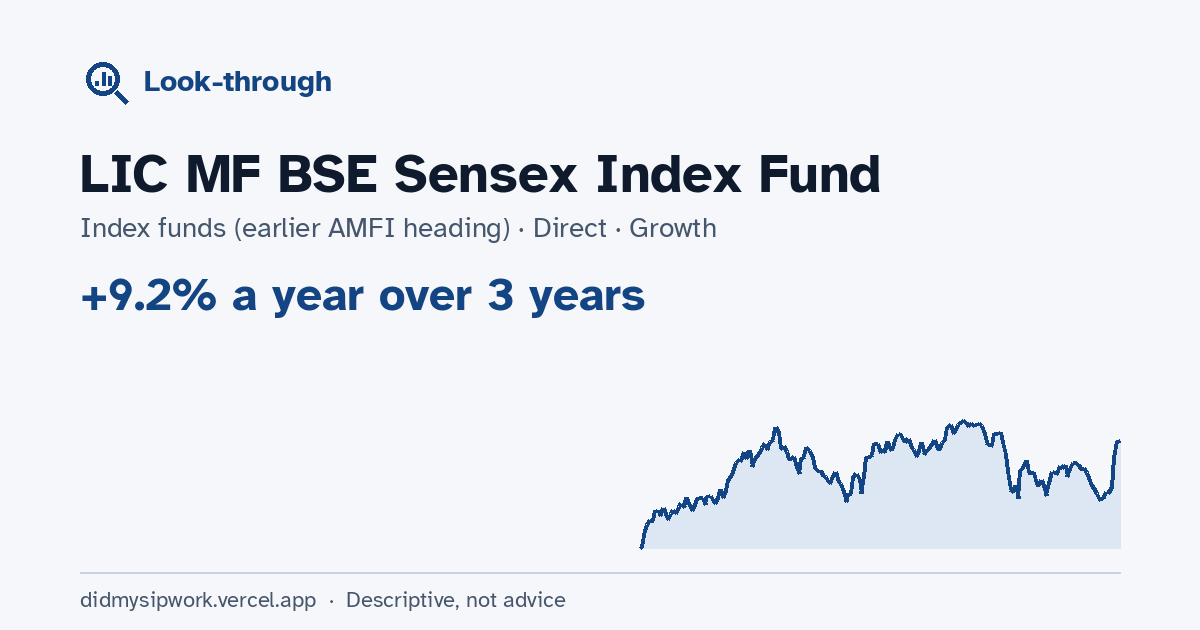 Look-through
LIC MF BSE Sensex Index Fund
Index funds (earlier AMFI heading) · Direct · Growth
+9.2% a year over 3 years
didmysipwork.vercel.app · Descriptive, not advice